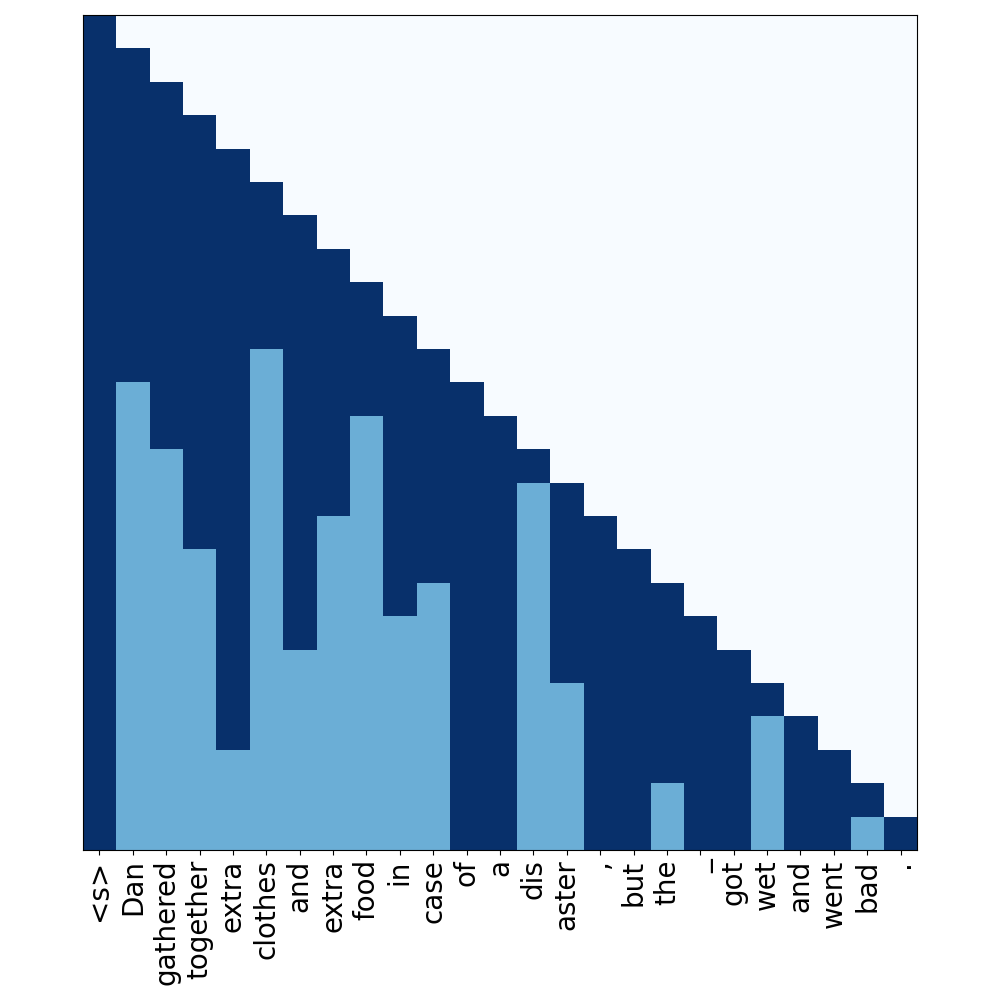 <s>
Dan
gathered
together
extra
clothes
and
extra
food
in
case
of
a
dis
aster
,
but
the
_
got
wet
and
went
bad
.